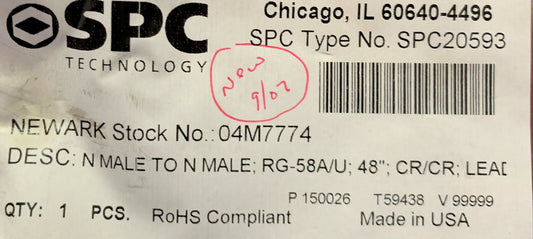 SPC
TECHNOLOGY
Chicago, IL 60640-4496
SPC Type No. SPC20593
New
9/07
NEWARK Stock No.: 04M7774
DESC: N MALE TO N MALE; RG-58A/U; 48"; CR/CR; LEAD
P 150026 T59438 V 99999
QTY: 1 PCS. RoHS Compliant Made in USA